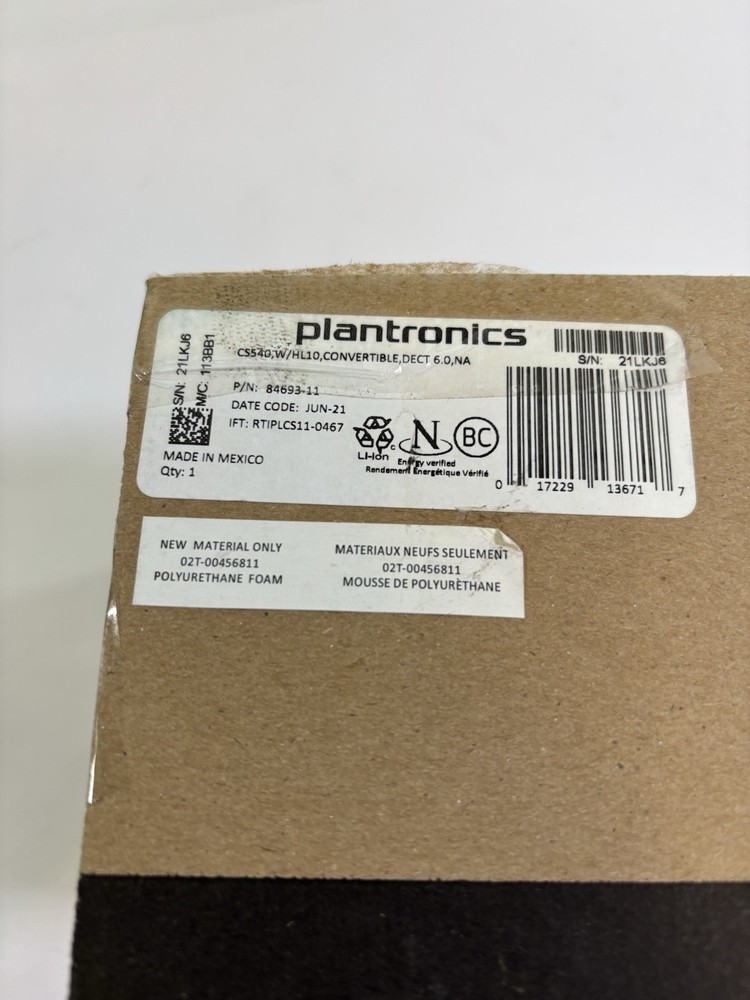 plantronics
CS540,W/HL10,CONVERTIBLE,DECT 6.0,NA
S/N: 21LKJ6
M/C: 113BB1
P/N: 84693-11
DATE CODE: JUN-21
IFT: RTIPLCS11-0467
MADE IN MEXICO
Qty: 1
C
Li-Ion
N
Energy verified
Rendement Énergétique Vérifié
BC
S/N: 21LKJ6
0 17229 13671 7
NEW MATERIAL ONLY
02T-00456811
POLYURETHANE FOAM
MATERIAUX NEUFS SEULEMENT
02T-00456811
MOUSSE DE POLYURÈTHANE